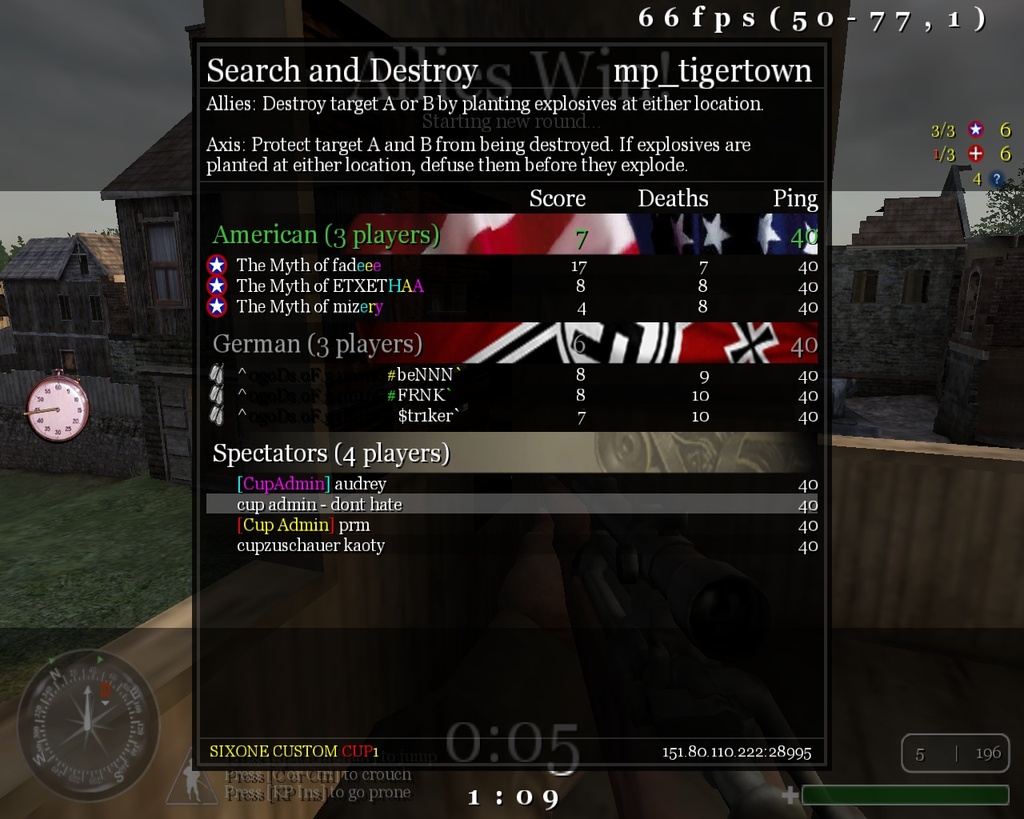 66fps(50-77,1)
Allies Win!
Search and Destroy mp_tigertown
Allies: Destroy target A or B by planting explosives at either location.
Starting new round...
Axis: Protect target A and B from being destroyed. If explosives are
planted at either location, defuse them before they explode.
3/3 6
1/3 6
4 ?
Score Deaths Ping
American (3 players) 7 40
The Myth of fadeee 17 7 40
The Myth of ETXETHAA 8 8 40
The Myth of mizery 4 8 40
German (3 players) 6 40
^ #beNNN` 8 9 40
^ #FRNK` 8 10 40
^ $tr1ker` 7 10 40
Spectators (4 players)
[CupAdmin] audrey 40
cup admin - dont hate 40
[Cup Admin] prm 40
cupzuschauer kaoty 40
0:05
SIXONE CUSTOM CUP1 151.80.110.222:28995
to jump
Press [Kp Ins] to go prone
to crouch
5 | 196
1:09